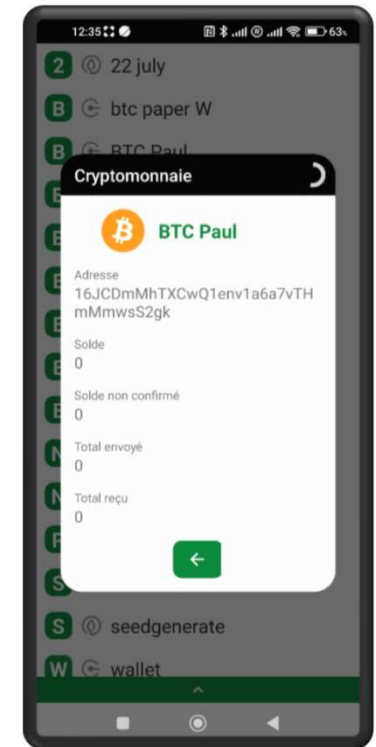 12:35
63%
2 22 july
B btc paper W
B BTC Paul
Cryptomonnaie
BTC Paul
Adresse
16JCDmMhTXCwQ1env1a6a7vTH
mMmwsS2gk
Solde
0
Solde non confirmé
0
Total envoyé
0
Total reçu
0
S
S seedgenerate
W wallet